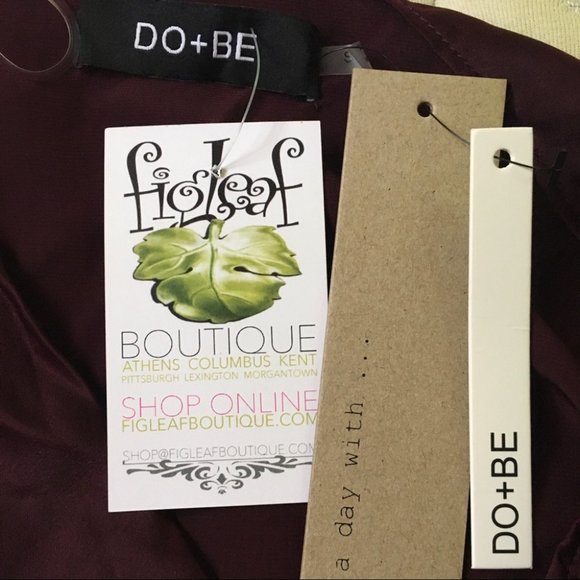 DO+BE
S
figLeaf
BOUTIQUE
ATHENS COLUMBUS KENT
PITTSBURGH LEXINGTON MORGANTOWN
SHOP ONLINE
FIGLEAFBOUTIQUE.COM
SHOP@FIGLEAFBOUTIQUE.COM
a day with ...
DO+BE